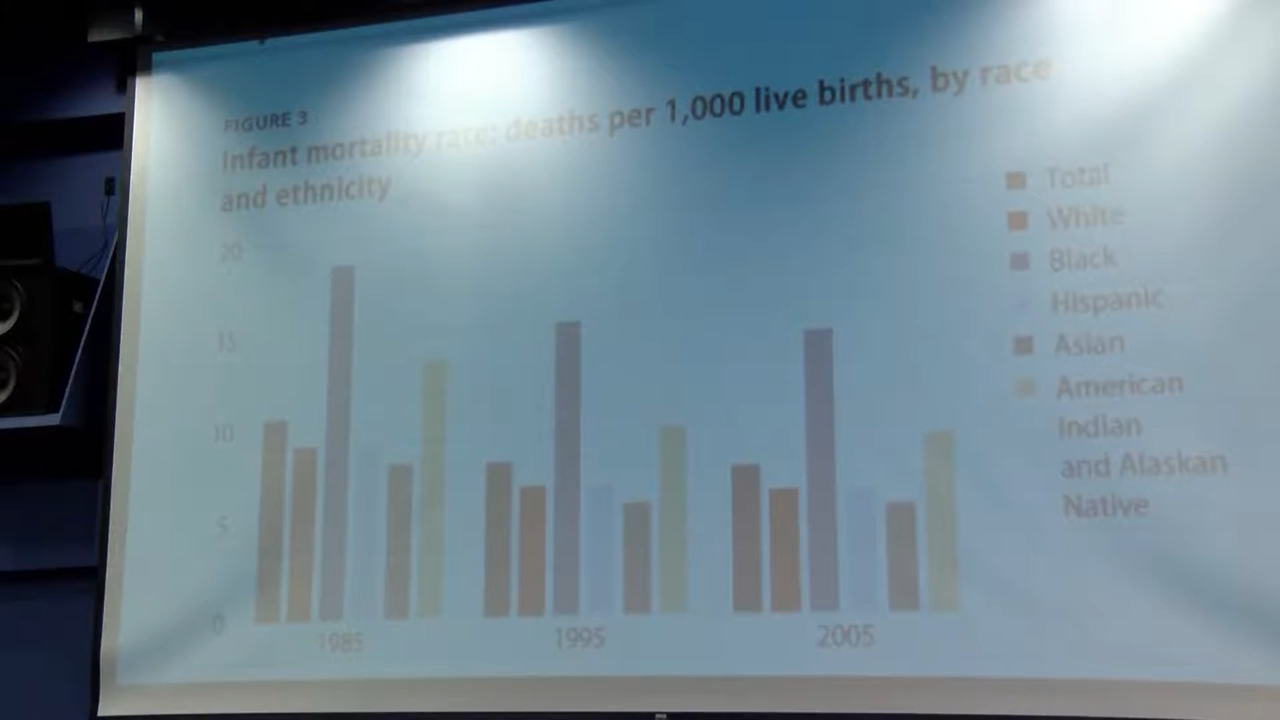 FIGURE 3
Infant mortality rate: deaths per 1,000 live births, by race
and ethnicity
20
15
10
5
0
1985
1995
2005
Total
White
Black
Hispanic
Asian
American
Indian
and Alaskan
Native